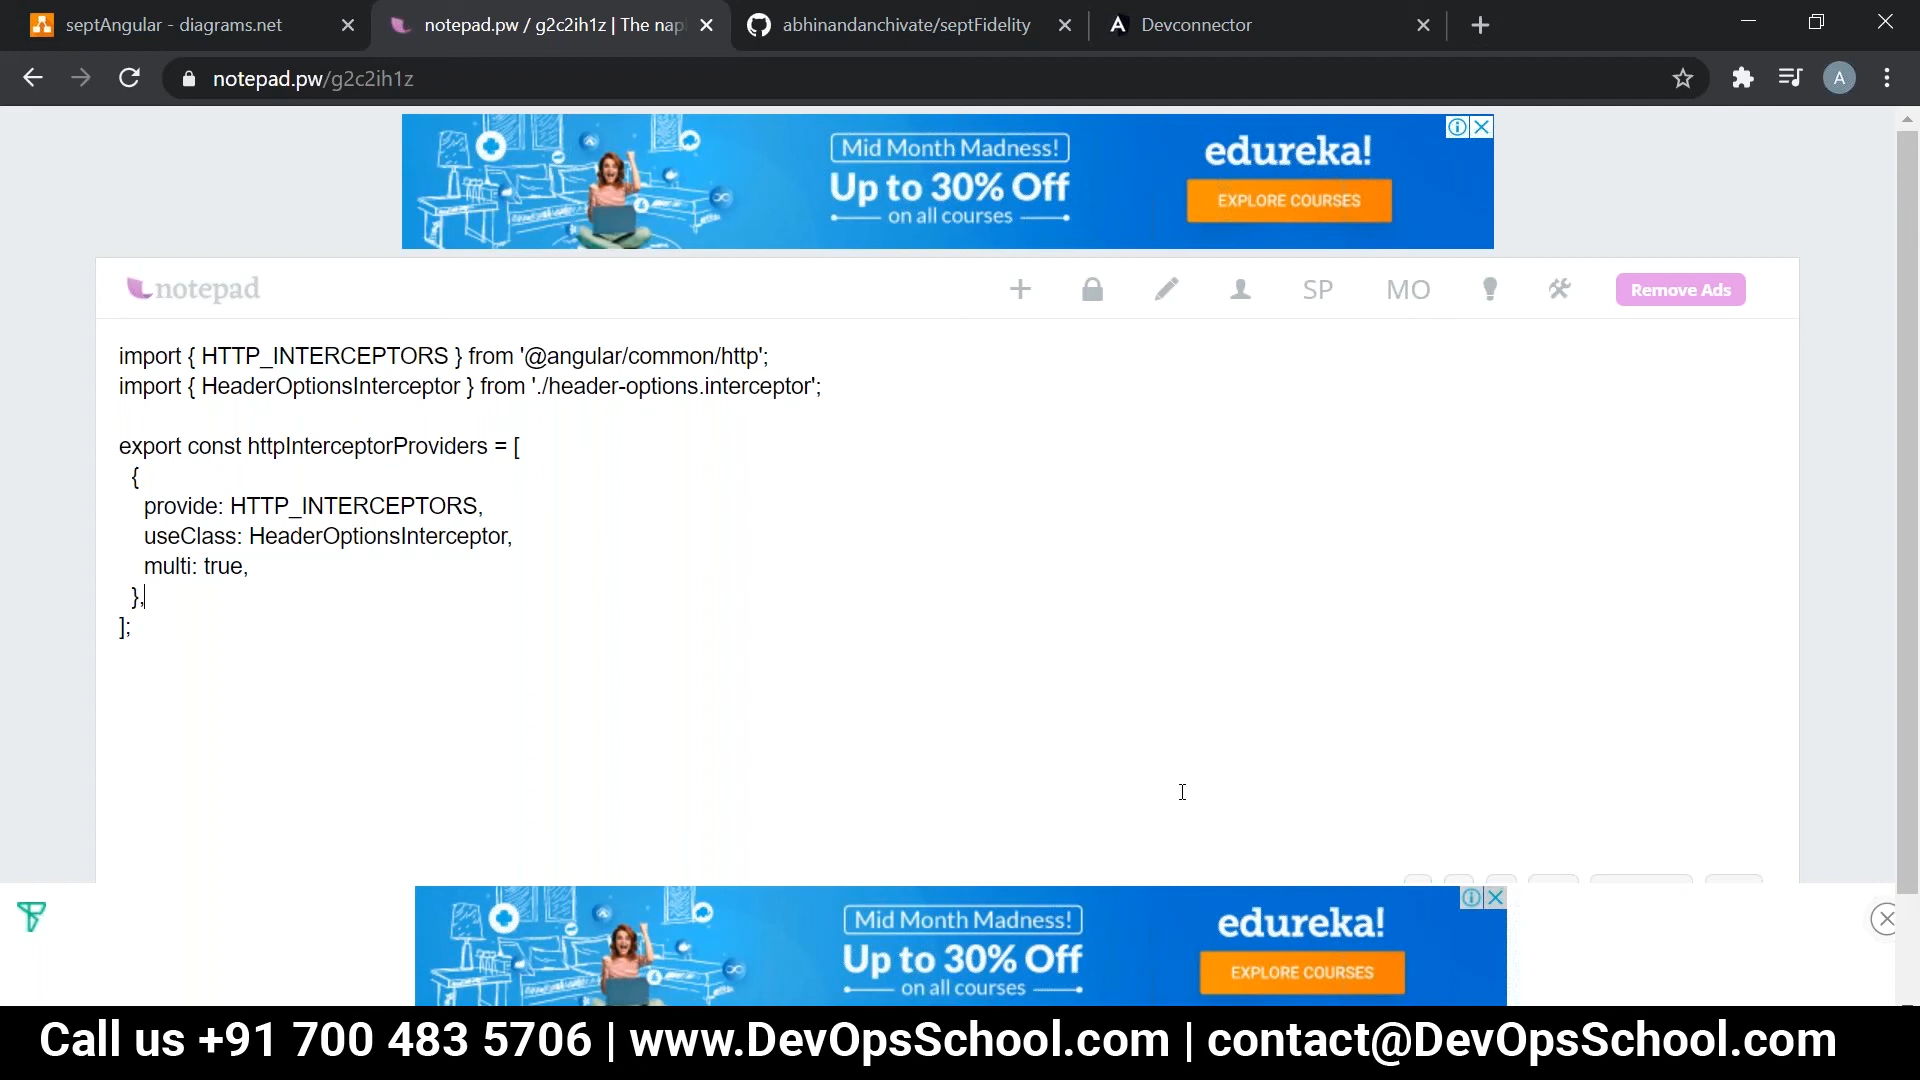 septAngular - diagrams.net
notepad.pw / g2c2ih1z | The nap
abhinandanchivate/septFidelity
Devconnector
notepad.pw/g2c2ih1z
A
Mid Month Madness!
Up to 30% Off
on all courses
edureka!
EXPLORE COURSES
notepad
SP
MO
Remove Ads
import { HTTP_INTERCEPTORS } from '@angular/common/http';
import { HeaderOptionsInterceptor } from './header-options.interceptor';
export const httpInterceptorProviders = [
{
provide: HTTP_INTERCEPTORS,
useClass: HeaderOptionsInterceptor,
multi: true,
},
];
Mid Month Madness!
Up to 30% Off
on all courses
edureka!
EXPLORE COURSES
Call us +91 700 483 5706 | www.DevOpsSchool.com | contact@DevOpsSchool.com